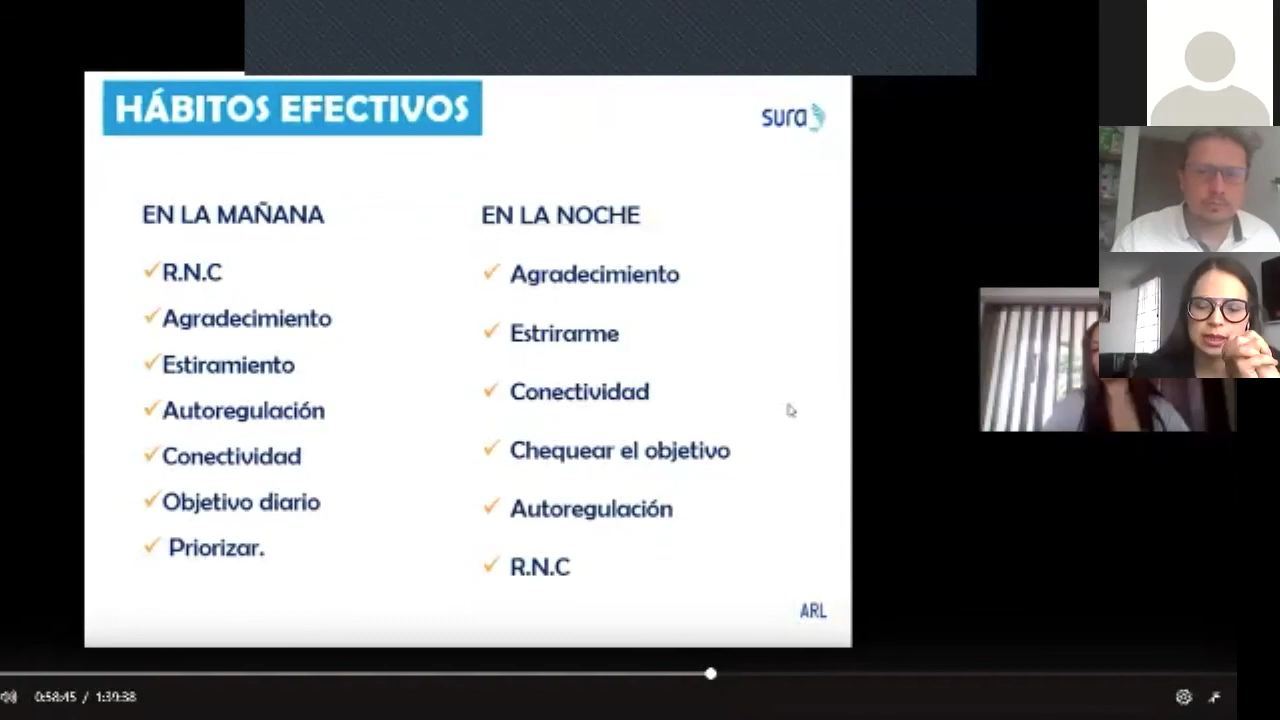 HÁBITOS EFECTIVOS
sura
EN LA MAÑANA
R.N.C
Agradecimiento
Estiramiento
Autoregulación
Conectividad
Objetivo diario
Priorizar.
EN LA NOCHE
Agradecimiento
Estrirarme
Conectividad
Chequear el objetivo
Autoregulación
R.N.C
ARL
0:58:45 / 1:39:38